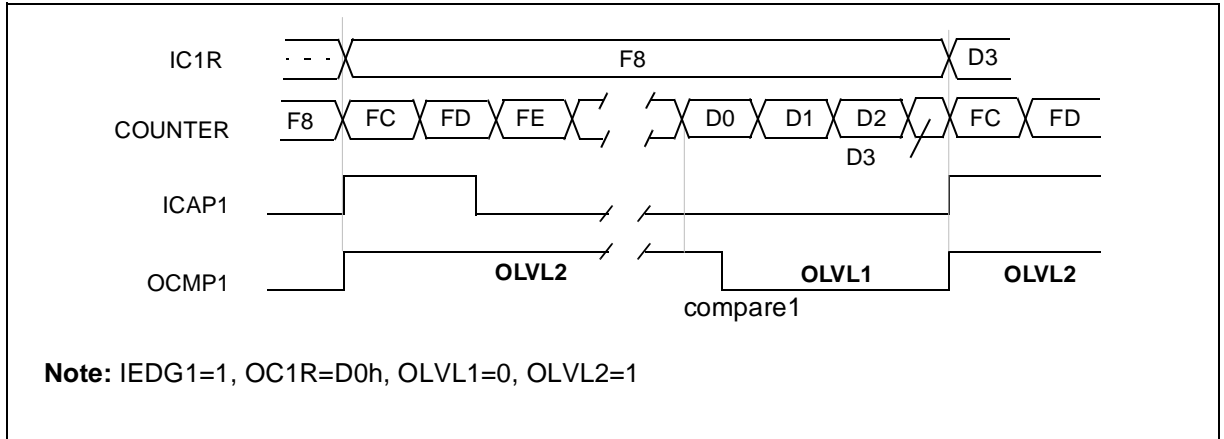 IC1R - - - F8 D3
COUNTER F8 FC FD FE D0 D1 D2 FC FD
D3
ICAP1
OCMP1 OLVL2 OLVL1 OLVL2
compare1
Note: IEDG1=1, OC1R=D0h, OLVL1=0, OLVL2=1